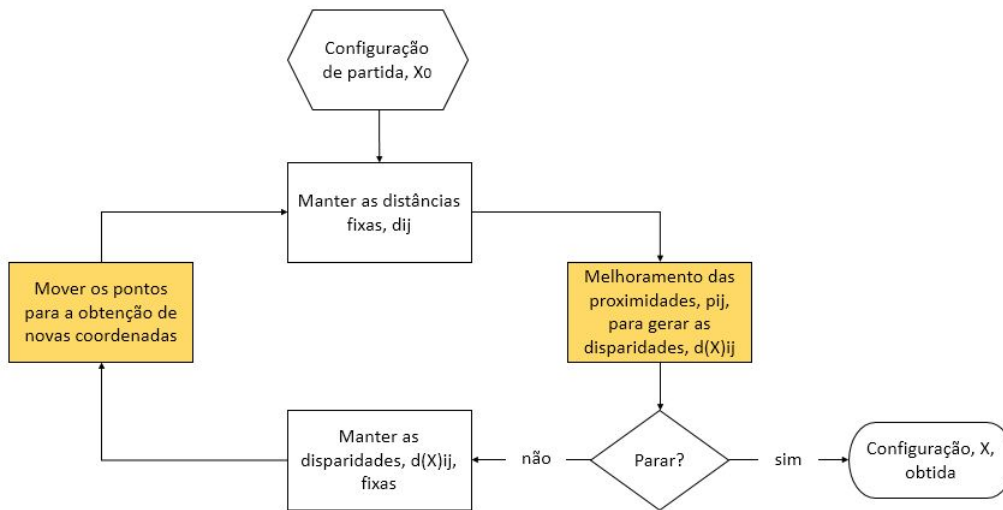 Configuração
de partida, X0
Manter as distâncias
fixas, dij
Mover os pontos
para a obtenção de
novas coordenadas
Melhoramento das
proximidades, pij,
para gerar as
disparidades, d(X)ij
Manter as
disparidades, d(X)ij,
fixas
não
Parar?
sim
Configuração, X,
obtida